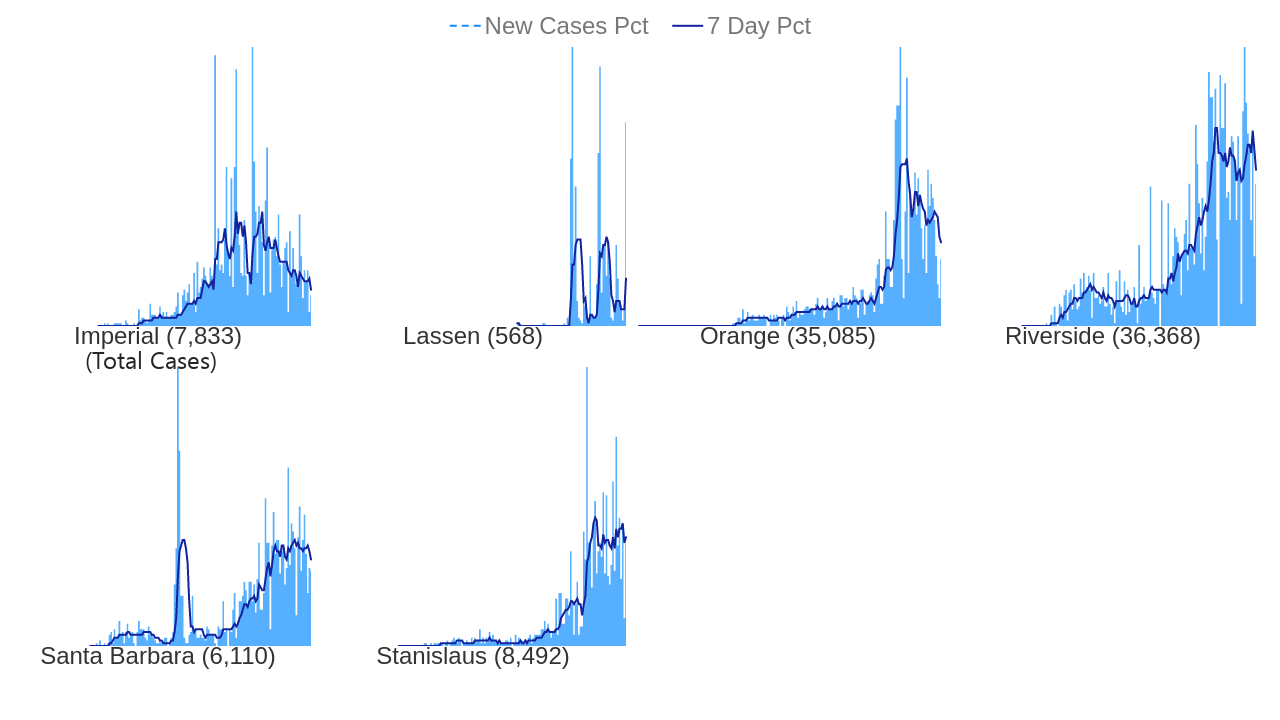 New Cases Pct 7 Day Pct
Imperial (7,833) Lassen (568) Orange (35,085) Riverside (36,368)
(Total Cases)
Santa Barbara (6,110) Stanislaus (8,492)